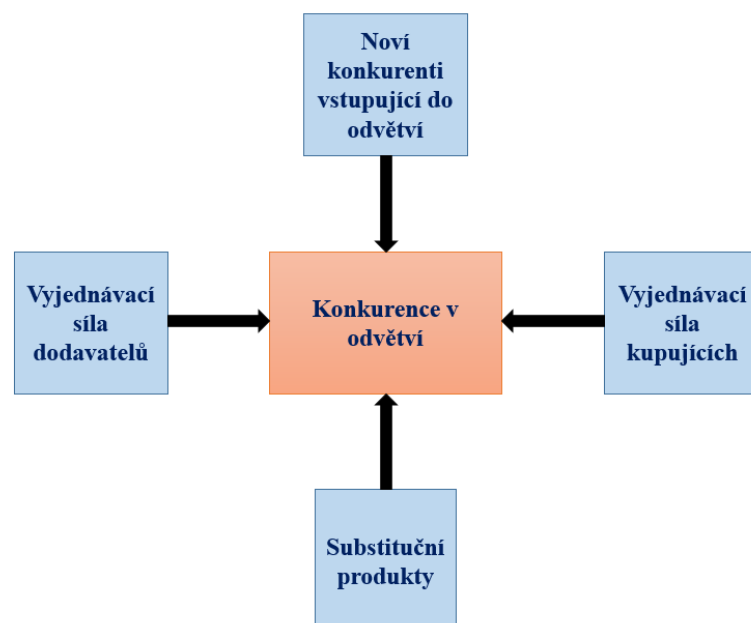 Noví
konkurenti
vstupující do
odvětví
Vyjednávací
síla
dodavatelů
Konkurence v
odvětví
Vyjednávací
síla
kupujících
Substituční
produkty